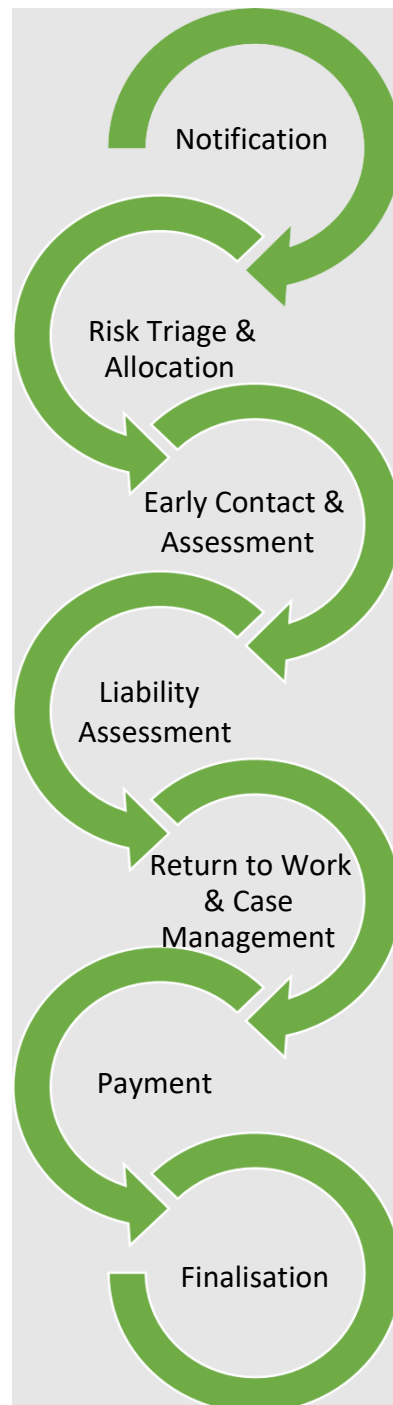 Notification
Risk Triage &
Allocation
Early Contact &
Assessment
Liability
Assessment
Return to Work
& Case
Management
Payment
Finalisation